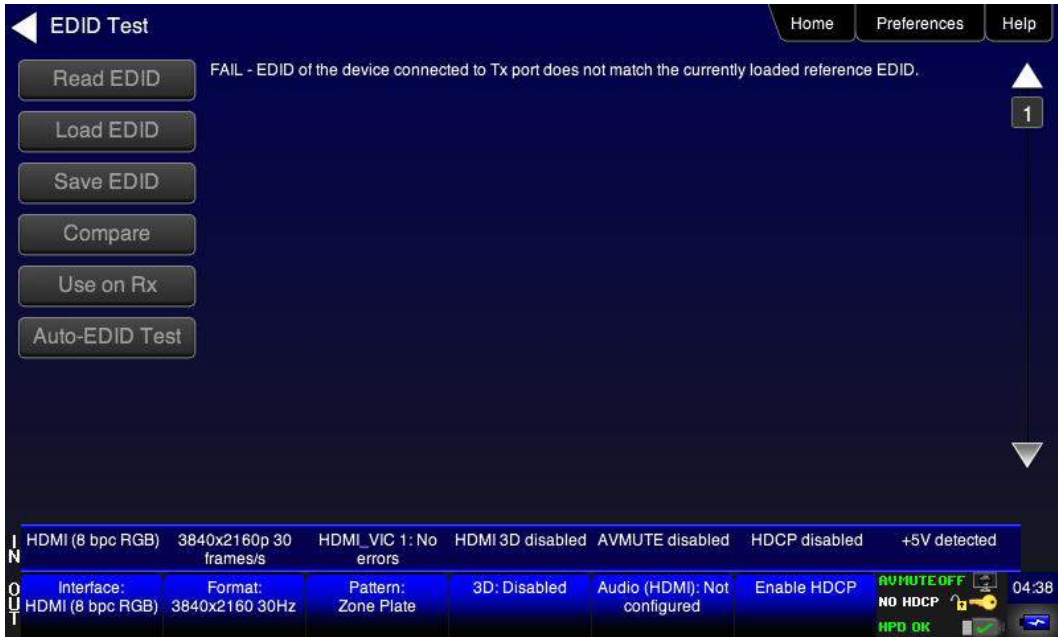 EDID Test
Home
Preferences
Help
Read EDID
FAIL - EDID of the device connected to Tx port does not match the currently loaded reference EDID.
1
Load EDID
Save EDID
Compare
Use on Rx
Auto-EDID Test
IN
HDMI (8 bpc RGB)
3840x2160p 30
frames/s
HDMI_VIC 1: No
errors
HDMI 3D disabled
AVMUTE disabled
HDCP disabled
+5V detected
OUT
Interface:
HDMI (8 bpc RGB)
Format:
3840x2160 30Hz
Pattern:
Zone Plate
3D: Disabled
Audio (HDMI): Not
configured
Enable HDCP
AVMUTE OFF
NO HDCP
HPD OK
04:38